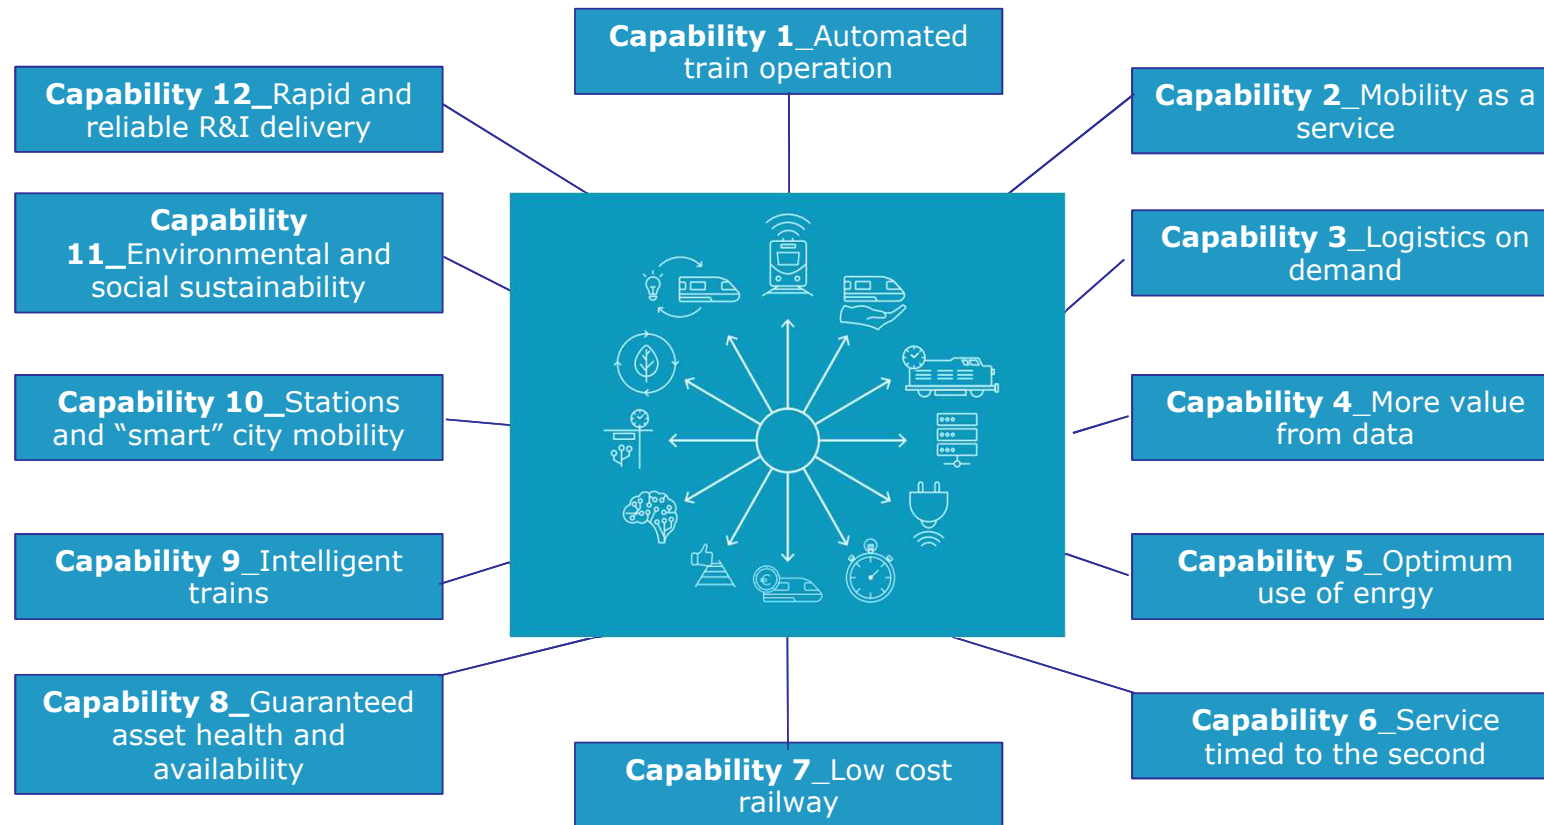 Capability 1_Automated
train operation
Capability 2_Mobility as a
service
Capability 3_Logistics on
demand
Capability 4_More value
from data
Capability 5_Optimum
use of enrgy
Capability 6_Service
timed to the second
Capability 7_Low cost
railway
Capability 8_Guaranteed
asset health and
availability
Capability 9_Intelligent
trains
Capability 10_Stations
and “smart” city mobility
Capability
11_Environmental and
social sustainability
Capability 12_Rapid and
reliable R&I delivery
€